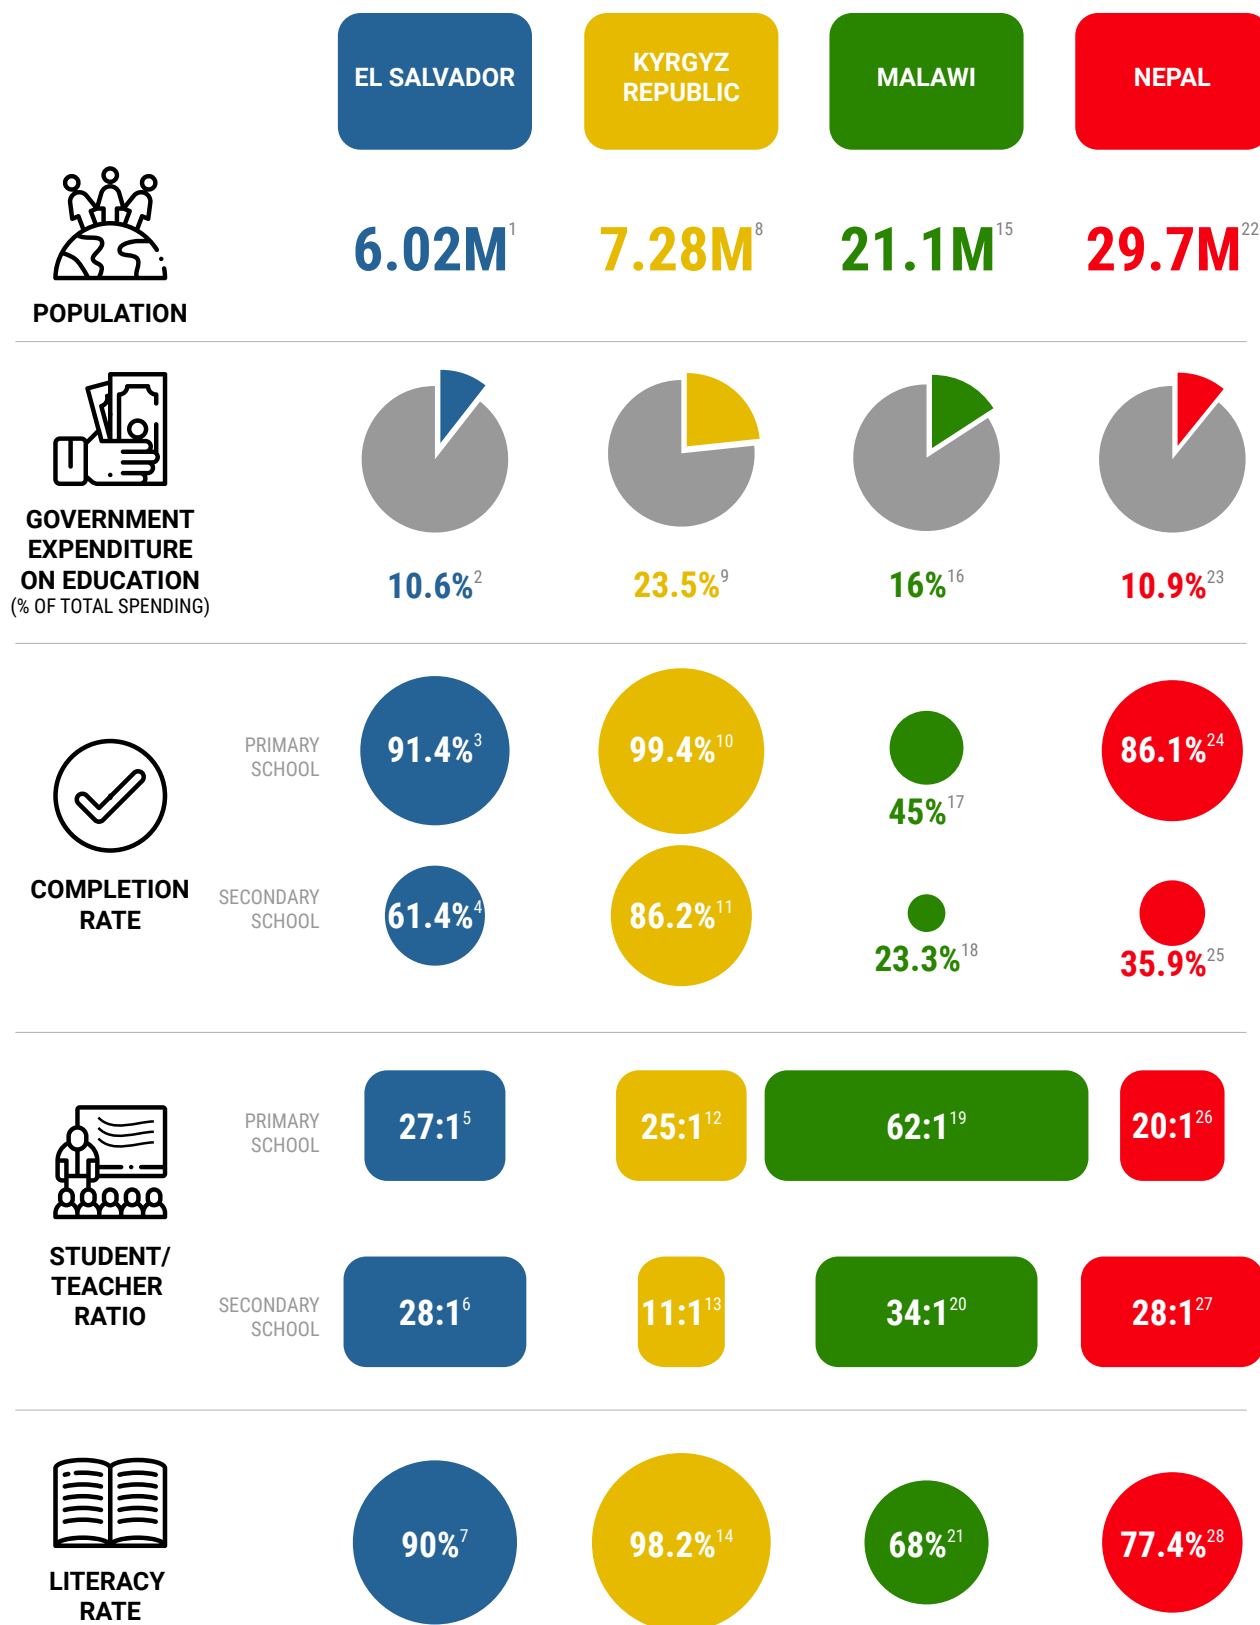 EL SALVADOR
KYRGYZ
REPUBLIC
MALAWI
NEPAL
POPULATION
6.02M1
7.28M8
21.1M15
29.7M22
GOVERNMENT
EXPENDITURE
ON EDUCATION
(% OF TOTAL SPENDING)
10.6%2
23.5%9
16%16
10.9%23
COMPLETION
RATE
PRIMARY
SCHOOL
91.4%3
99.4%10
45%17
86.1%24
SECONDARY
SCHOOL
61.4%4
86.2%11
23.3%18
35.9%25
STUDENT/
TEACHER
RATIO
PRIMARY
SCHOOL
27:15
25:112
62:119
20:126
SECONDARY
SCHOOL
28:16
11:113
34:120
28:127
LITERACY
RATE
90%7
98.2%14
68%21
77.4%28